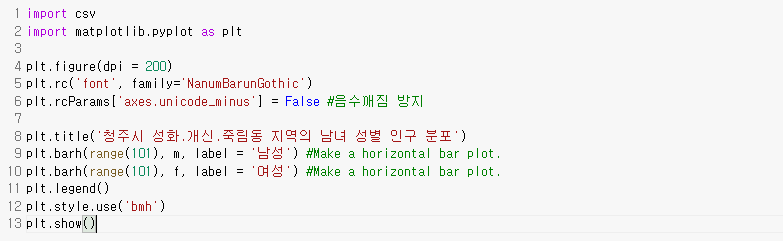 1 import csv
2 import matplotlib.pyplot as plt
3
4 plt.figure(dpi = 200)
5 plt.rc('font', family='NanumBarunGothic')
6 plt.rcParams['axes.unicode_minus'] = False #음수깨짐 방지
7
8 plt.title('청주시 성화.개신.죽림동 지역의 남녀 성별 인구 분포')
9 plt.barh(range(101), m, label = '남성') #Make a horizontal bar plot.
10 plt.barh(range(101), f, label = '여성') #Make a horizontal bar plot.
11 plt.legend()
12 plt.style.use('bmh')
13 plt.show()